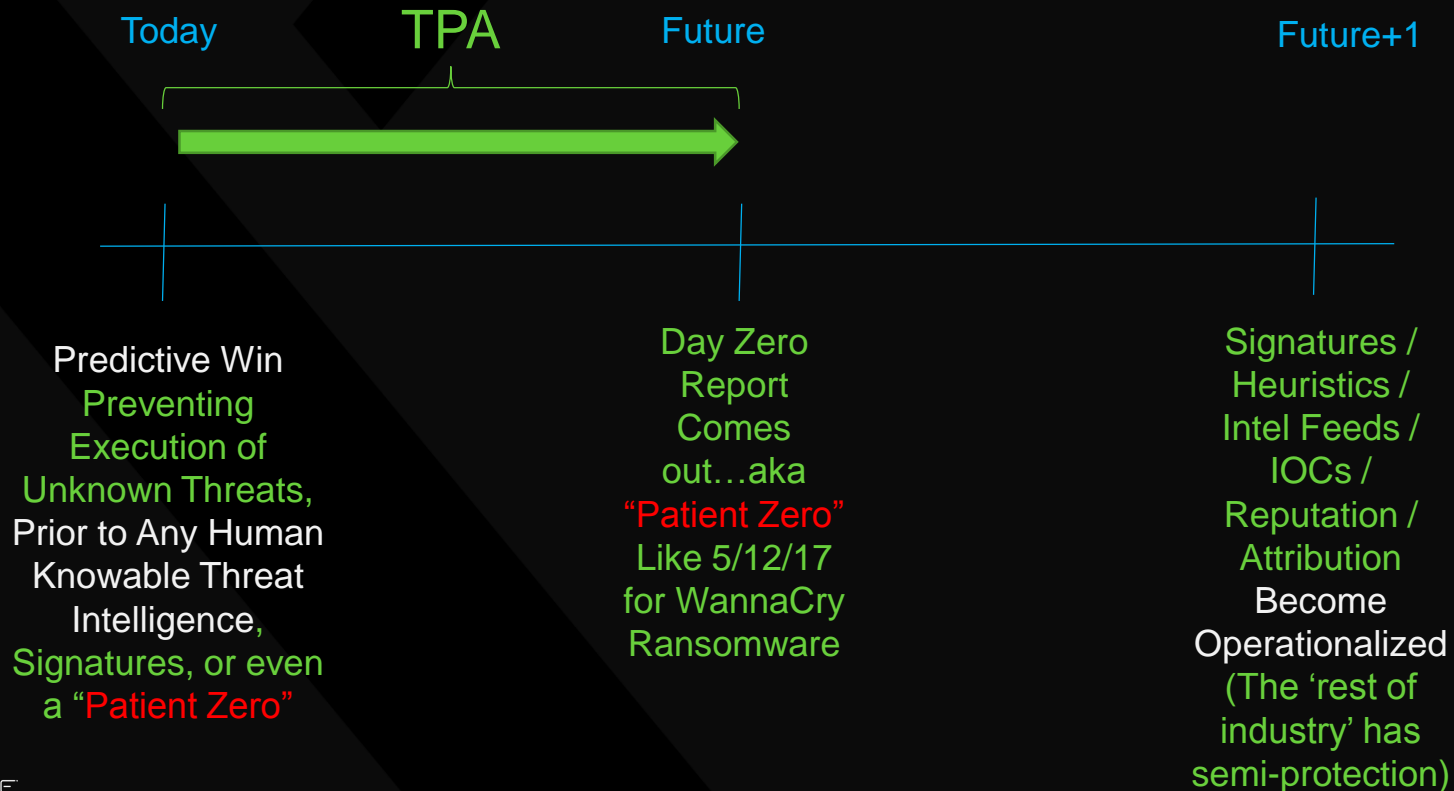 Today
TPA
Future
Future+1
Predictive Win
Preventing
Execution of
Unknown Threats,
Prior to Any Human
Knowable Threat
Intelligence,
Signatures, or even
a “Patient Zero”
Day Zero
Report
Comes
out…aka
“Patient Zero”
Like 5/12/17
for WannaCry
Ransomware
Signatures /
Heuristics /
Intel Feeds /
IOCs /
Reputation /
Attribution
Become
Operationalized
(The ‘rest of
industry’ has
semi-protection)